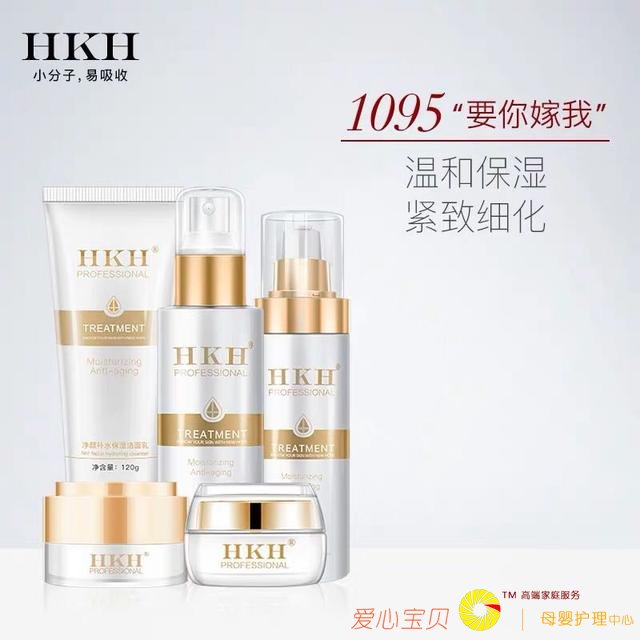 HKH
小分子,易吸收
1095 “要你嫁我”
温和保湿
紧致细化
HKH®
PROFESSIONAL
TREATMENT
Moisturizing
Anti-aging
净颜补水保湿洁面乳
净含量：120g
HKH®
PROFESSIONAL
TREATMENT
Moisturizing
Anti-aging
HKH®
PROFESSIONAL
TREATMENT
Moisturizing
HKH®
PROFESSIONAL
HKH®
PROFESSIONAL
爱心宝贝
TM 高端家庭服务
母婴护理中心